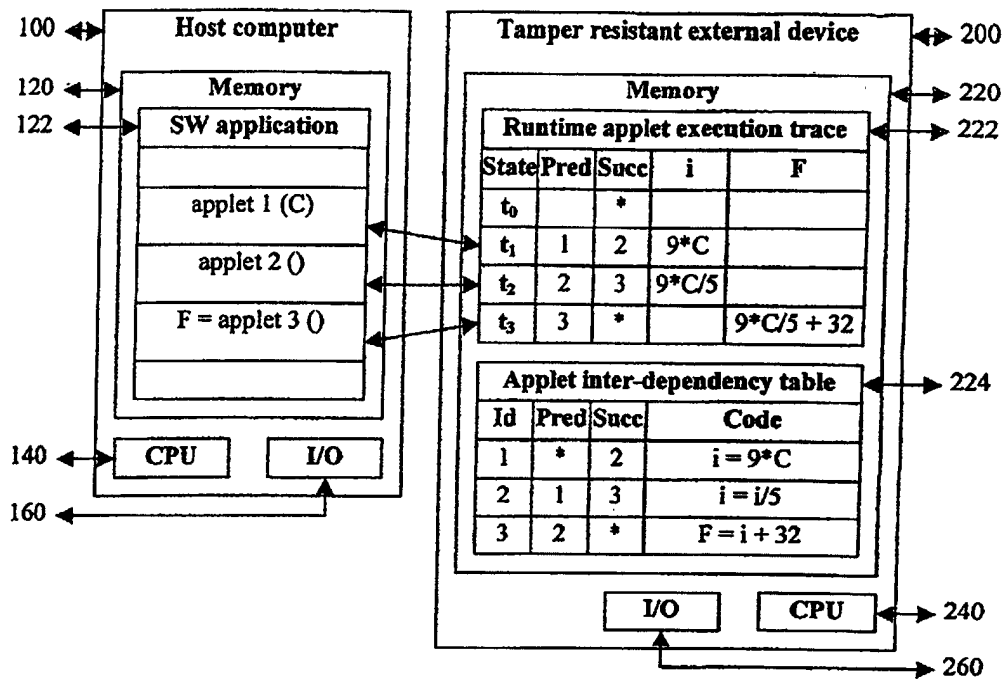 100
Host computer
120
Memory
122
SW application
applet 1 (C)
applet 2 ()
F = applet 3 ()
140
CPU
I/O
160
Tamper resistant external device
200
Memory
220
Runtime applet execution trace
222
State Pred Succ i F
t0 *
t1 1 2 9*C
t2 2 3 9*C/5
t3 3 * 9*C/5 + 32
Applet inter-dependency table
224
Id Pred Succ Code
1 * 2 i = 9*C
2 1 3 i = i/5
3 2 * F = i + 32
I/O
CPU
240
260